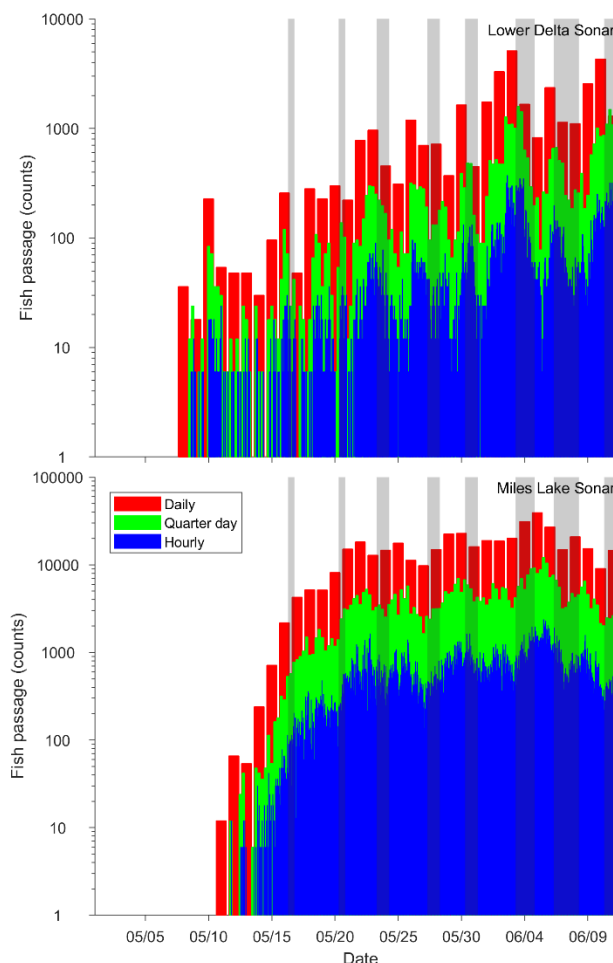 Lower Delta Sonar
10000
1000
100
10
1
Fish passage (counts)
Miles Lake Sonar
100000
10000
1000
100
10
1
Fish passage (counts)
Daily
Quarter day
Hourly
05/05 05/10 05/15 05/20 05/25 05/30 06/04 06/09
Date